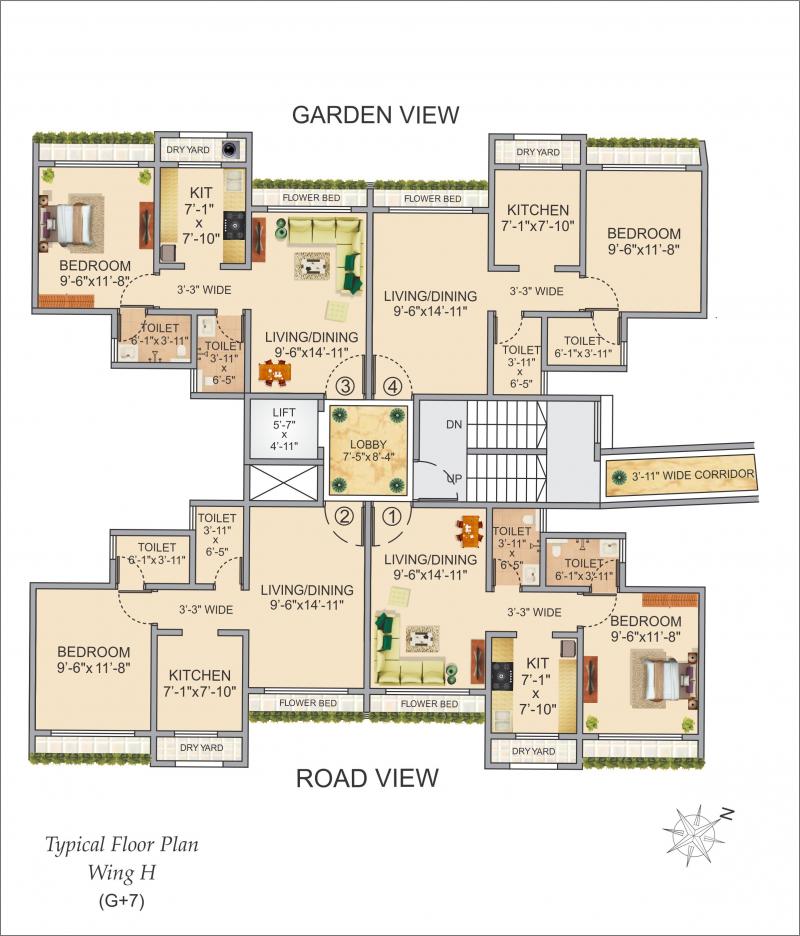 GARDEN VIEW
DRY YARD
DRY YARD
KIT
7'-1"
x
7'-10"
FLOWER BED
FLOWER BED
KITCHEN
7'-1"x7'-10"
BEDROOM
9'-6"x11'-8"
BEDROOM
9'-6"x11'-8"
3'-3" WIDE
3'-3" WIDE
LIVING/DINING
9'-6"x14'-11"
LIVING/DINING
9'-6"x14'-11"
TOILET
6'-1"x 3'-11"
TOILET
3'-11"
x
6'-5"
TOILET
3'-11"
x
6'-5"
TOILET
6'-1"x 3'-11"
3
4
LIFT
5'-7"
x
4'-11"
LOBBY
7'-5"x 8'-4"
DN
UP
3'-11" WIDE CORRIDOR
2
1
TOILET
3'-11"
x
6'-5"
TOILET
6'-1"x 3'-11"
TOILET
3'-11"
x
6'-5"
TOILET
6'-1"x 3'-11"
LIVING/DINING
9'-6"x14'-11"
LIVING/DINING
9'-6"x14'-11"
3'-3" WIDE
3'-3" WIDE
BEDROOM
9'-6"x 11'-8"
BEDROOM
9'-6"x11'-8"
KITCHEN
7'-1"x7'-10"
KIT
7'-1"
x
7'-10"
FLOWER BED
FLOWER BED
DRY YARD
DRY YARD
ROAD VIEW
N
Typical Floor Plan
Wing H
(G+7)